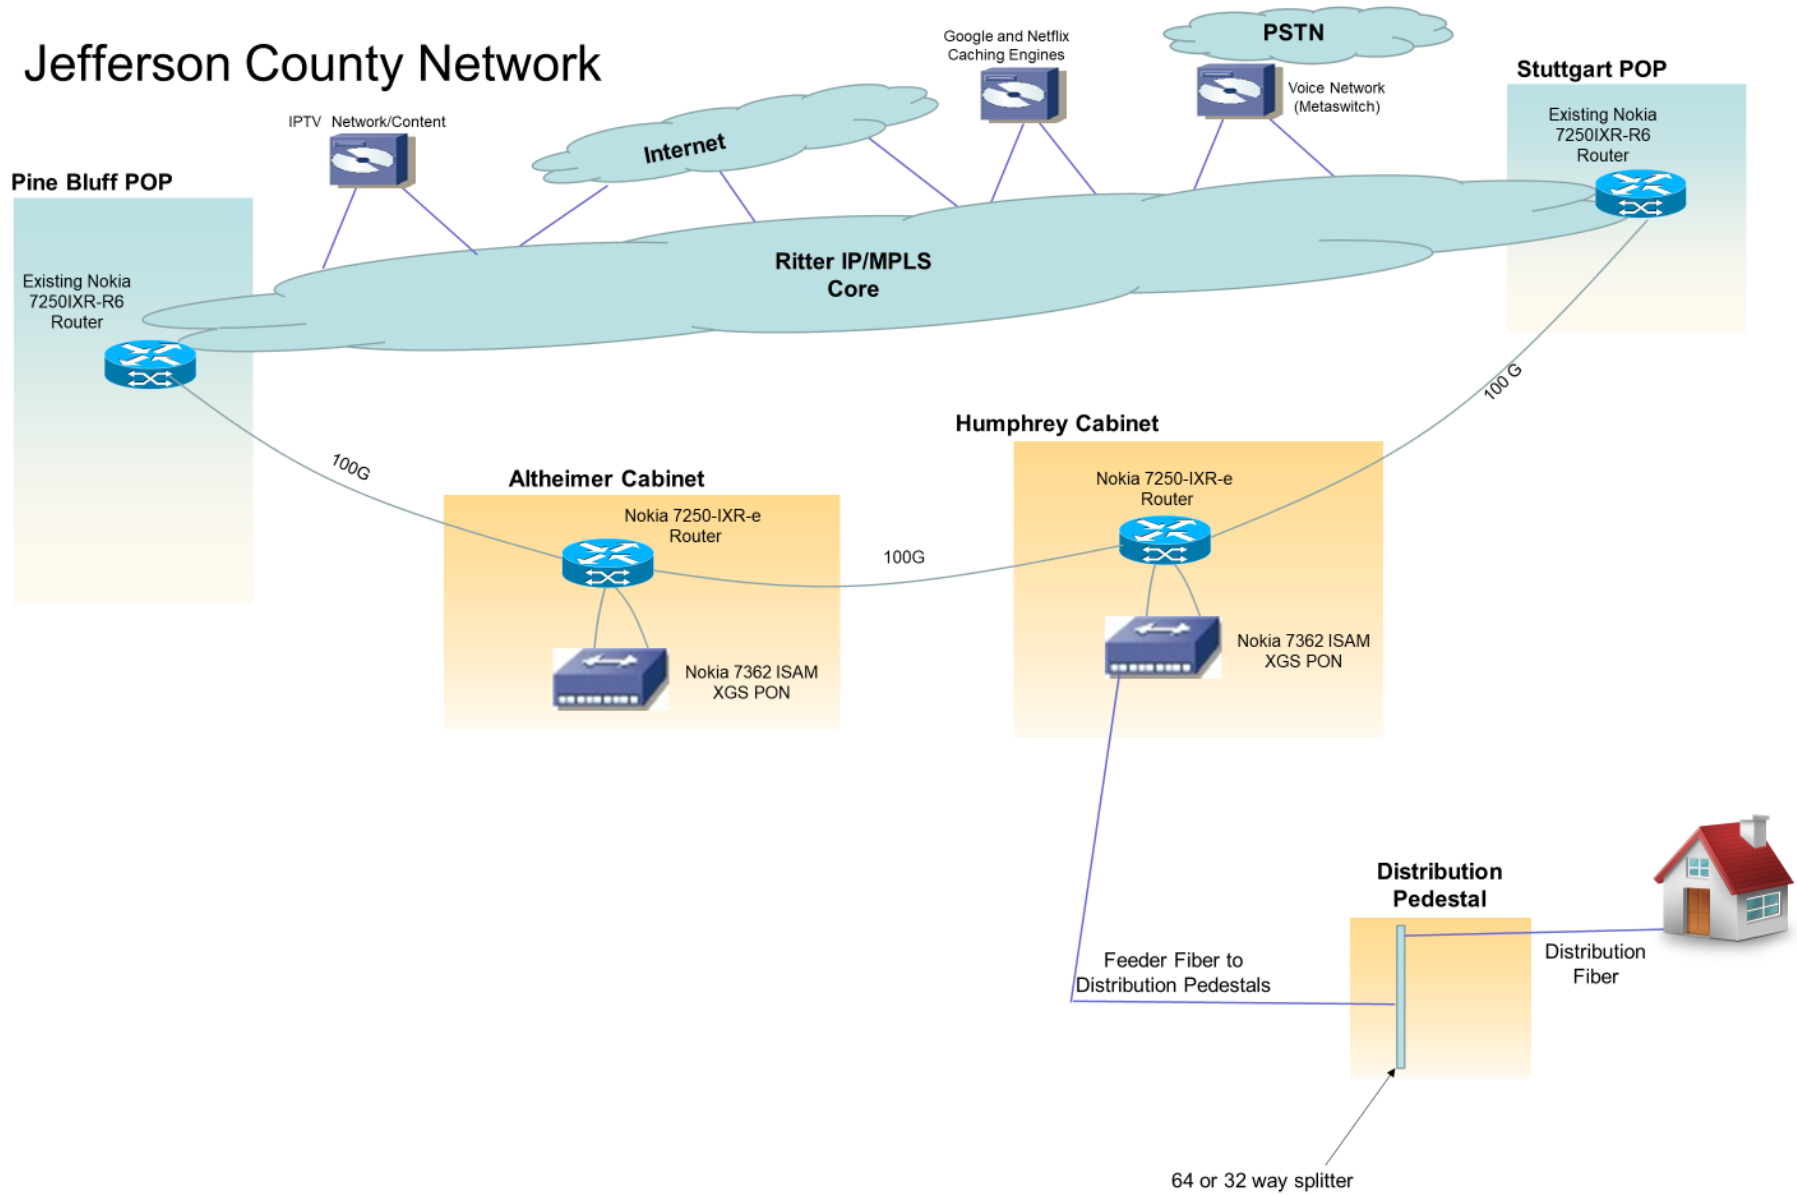 Jefferson County Network
PSTN
Google and Netflix
Caching Engines
Stuttgart POP
Voice Network
(Metaswitch)
IPTV  Network/Content
Internet
Existing Nokia
7250IXR-R6
Router
Pine Bluff POP
Existing Nokia
7250IXR-R6
Router
Ritter IP/MPLS
Core
100 G
100G
Humphrey Cabinet
Altheimer Cabinet
Nokia 7250-IXR-e
Router
Nokia 7250-IXR-e
Router
100G
Nokia 7362 ISAM
XGS PON
Nokia 7362 ISAM
XGS PON
Distribution
Pedestal
Feeder Fiber to
Distribution Pedestals
Distribution
Fiber
64 or 32 way splitter